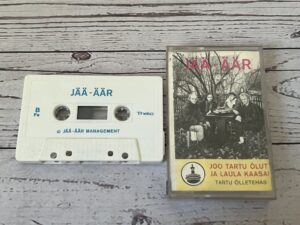 JÄÄ-ÄÄR
B
Fe
JÄÄ-ÄÄR MANAGEMENT
JÄÄ-ÄÄR
JOO TARTU ÕLUT
JA LAULA KAASA!
TARTU ÕLLETEHAS